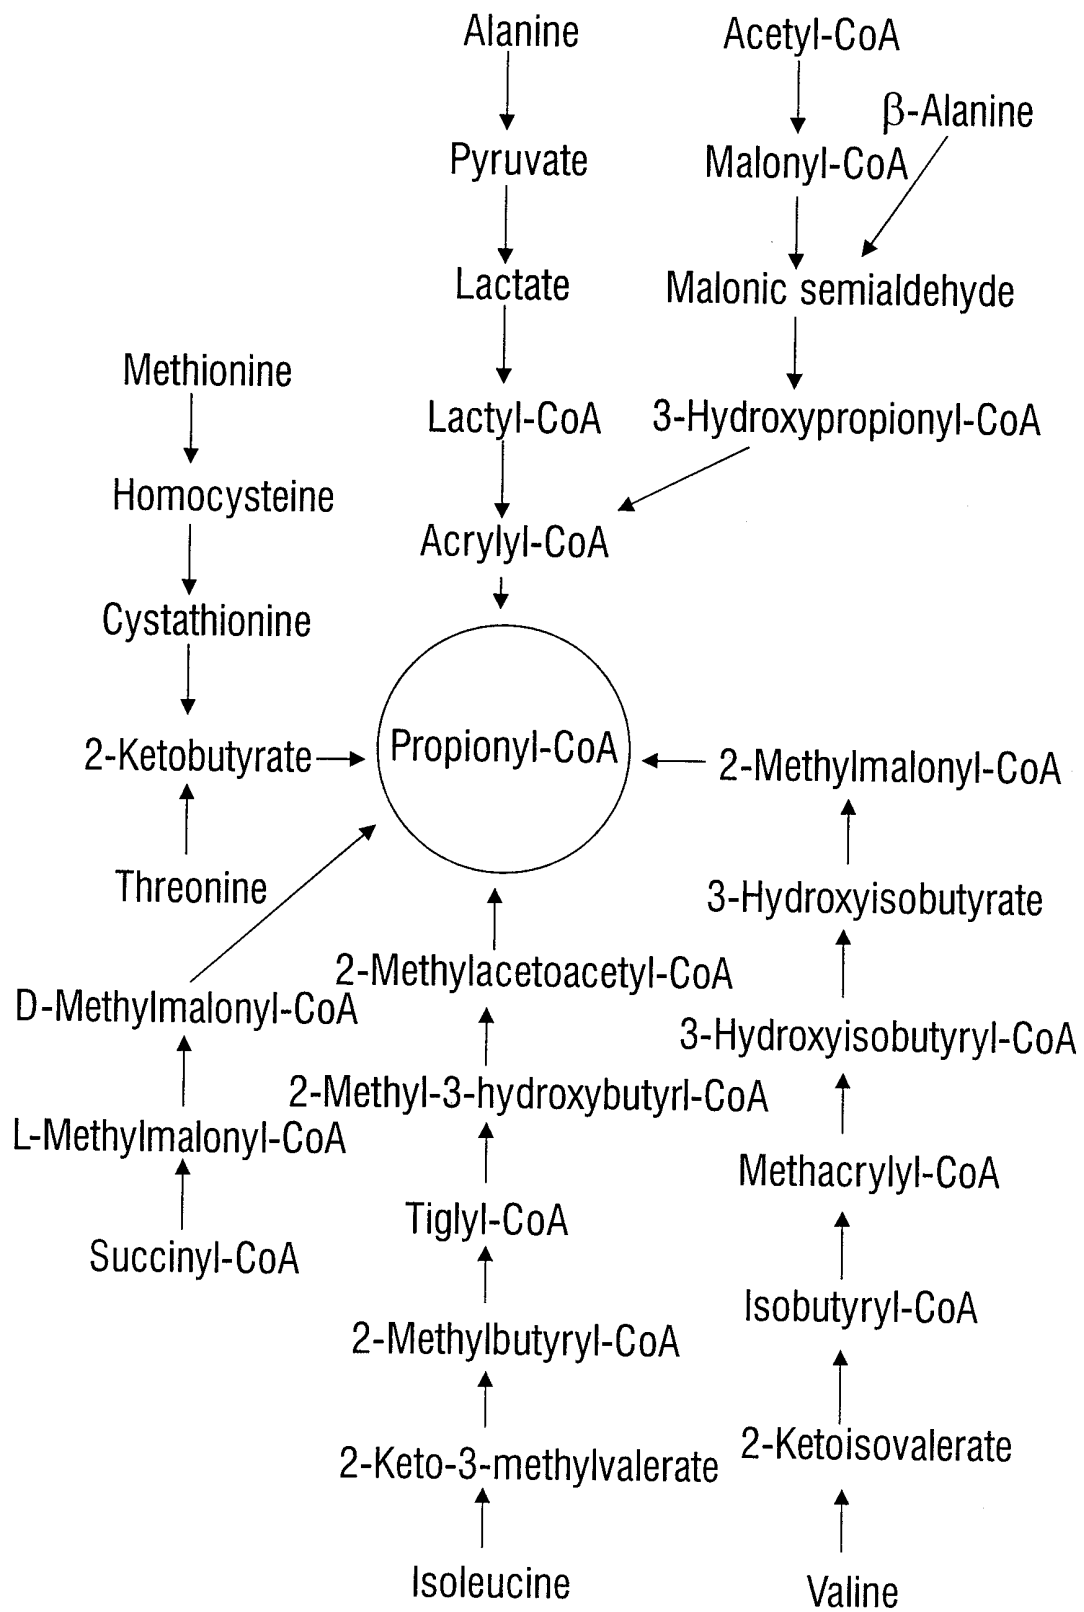 Alanine
Acetyl-CoA
β-Alanine
Pyruvate
Malonyl-CoA
Lactate
Malonic semialdehyde
Methionine
Lactyl-CoA
3-Hydroxypropionyl-CoA
Homocysteine
Acrylyl-CoA
Cystathionine
2-Ketobutyrate
Propionyl-CoA
2-Methylmalonyl-CoA
Threonine
3-Hydroxyisobutyrate
2-Methylacetoacetyl-CoA
D-Methylmalonyl-CoA
3-Hydroxyisobutyryl-CoA
2-Methyl-3-hydroxybutyrl-CoA
L-Methylmalonyl-CoA
Methacrylyl-CoA
Tiglyl-CoA
Succinyl-CoA
Isobutyryl-CoA
2-Methylbutyryl-CoA
2-Ketoisovalerate
2-Keto-3-methylvalerate
Isoleucine
Valine